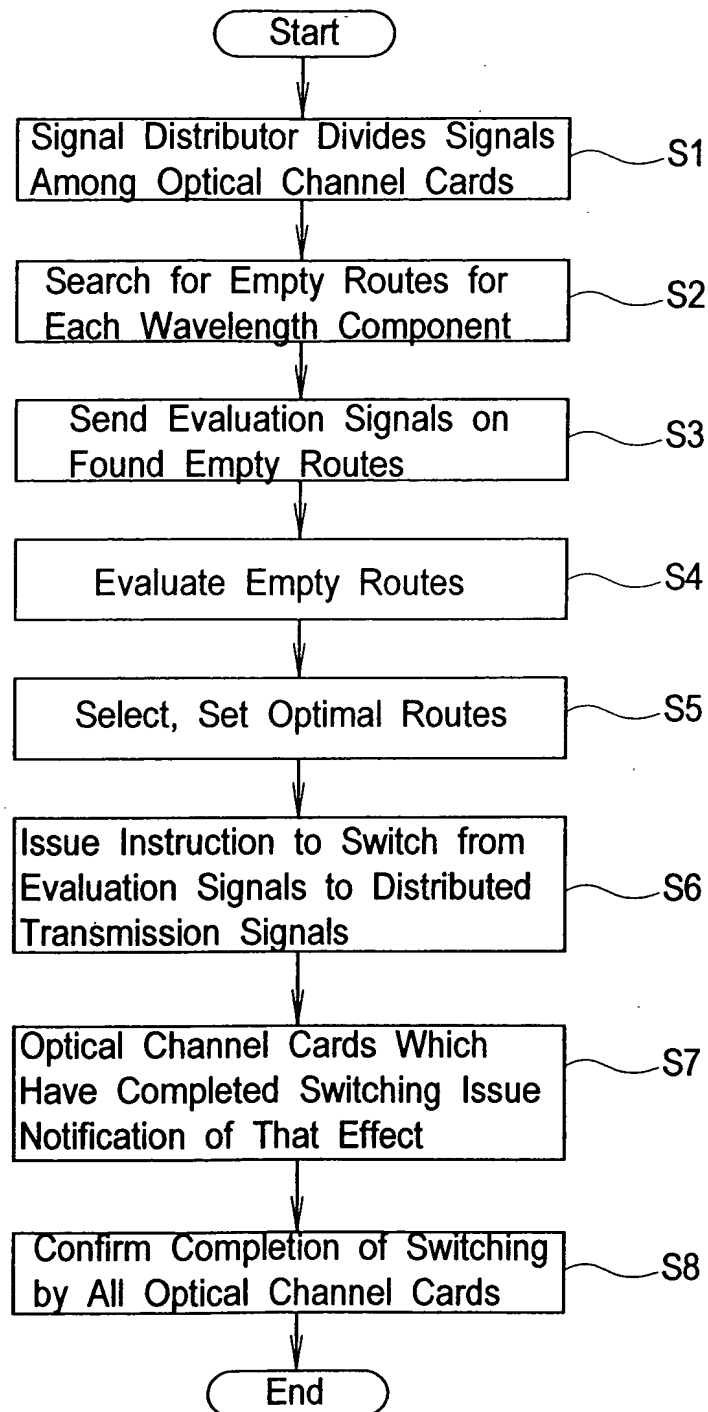 Start
Signal Distributor Divides Signals
Among Optical Channel Cards
S1
Search for Empty Routes for
Each Wavelength Component
S2
Send Evaluation Signals on
Found Empty Routes
S3
Evaluate Empty Routes
S4
Select, Set Optimal Routes
S5
Issue Instruction to Switch from
Evaluation Signals to Distributed
Transmission Signals
S6
Optical Channel Cards Which
Have Completed Switching Issue
Notification of That Effect
S7
Confirm Completion of Switching
by All Optical Channel Cards
S8
End